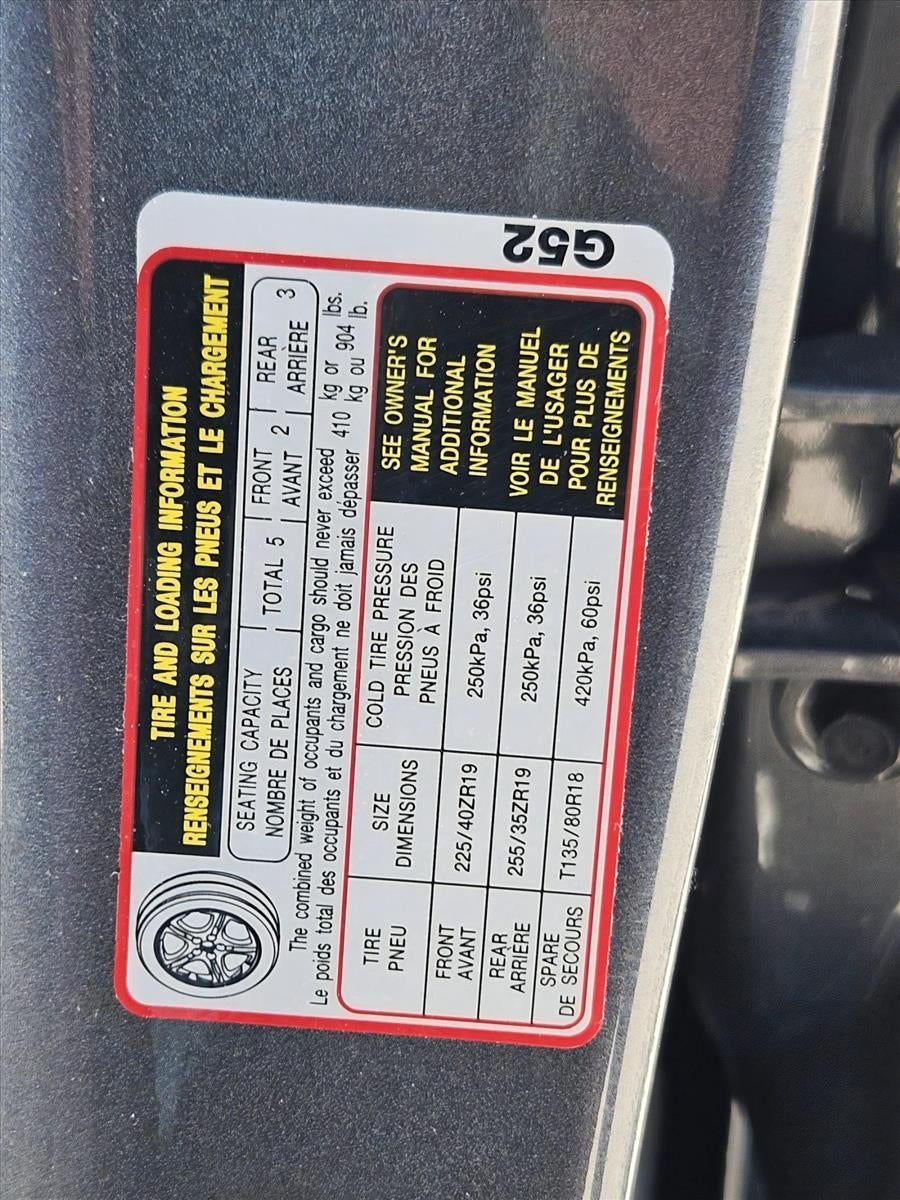 TIRE AND LOADING INFORMATION
RENSEIGNEMENTS SUR LES PNEUS ET LE CHARGEMENT
SEATING CAPACITY
NOMBRE DE PLACES
TOTAL 5
FRONT
AVANT 2
REAR
ARRIÈRE 3
The combined weight of occupants and cargo should never exceed 410 kg or lbs.
Le poids total des occupants et du chargement ne doit jamais dépasser kg ou 904 lb.
TIRE
PNEU
SIZE
DIMENSIONS
COLD TIRE PRESSURE
PRESSION DES
PNEUS À FROID
FRONT
AVANT
225/40ZR19
250kPa, 36psi
REAR
ARRIÈRE
255/35ZR19
250kPa, 36psi
SPARE
DE SECOURS
T135/80R18
420kPa, 60psi
SEE OWNER'S
MANUAL FOR
ADDITIONAL
INFORMATION
VOIR LE MANUEL
DE L'USAGER
POUR PLUS DE
RENSEIGNEMENTS
G52